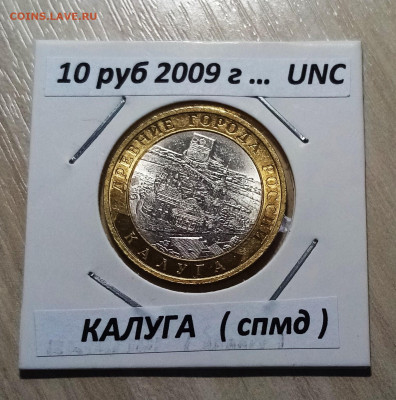 COINS.LAVE.RU
10 руб 2009 г ... UNC
ДРЕВНИЕ ГОРОДА РОССИИ
КАЛУГА
КАЛУГА ( спмд )